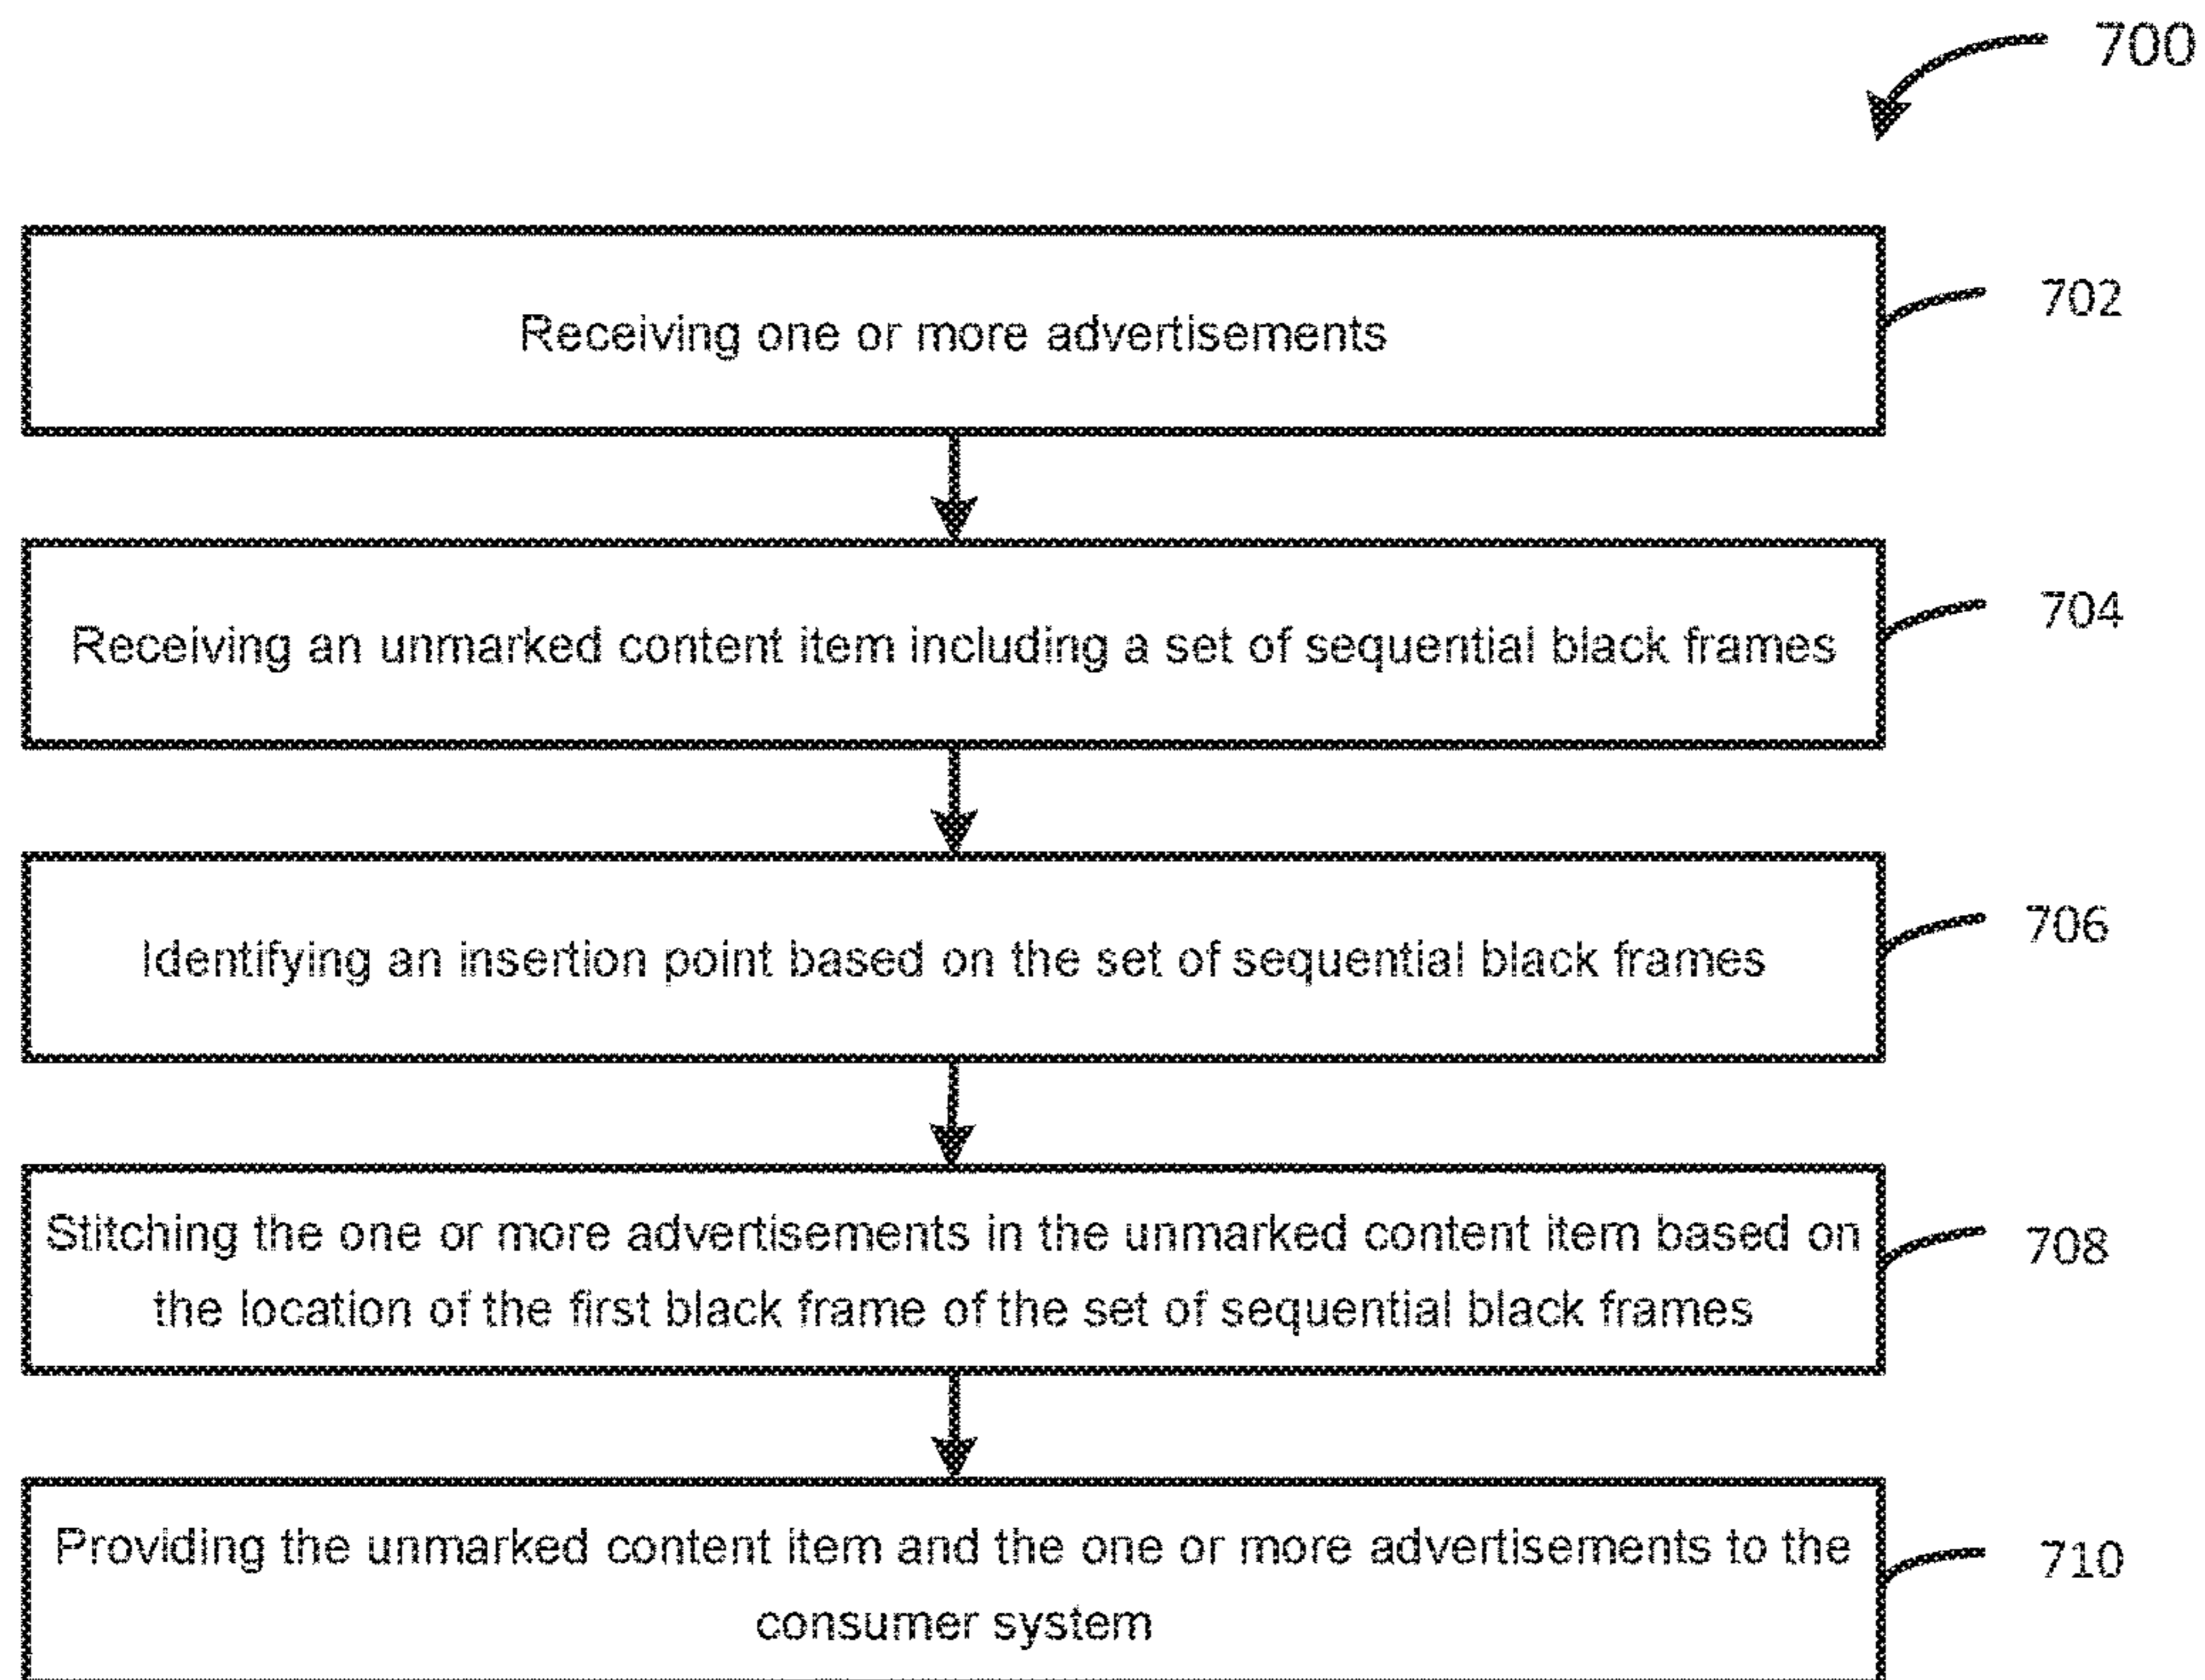 700
Receiving one or more advertisements
702
Receiving an unmarked content item including a set of sequential black frames
704
Identifying an insertion point based on the set of sequential black frames
706
Stitching the one or more advertisements in the unmarked content item based on
the location of the first black frame of the set of sequential black frames
708
Providing the unmarked content item and the one or more advertisements to the
consumer system
710